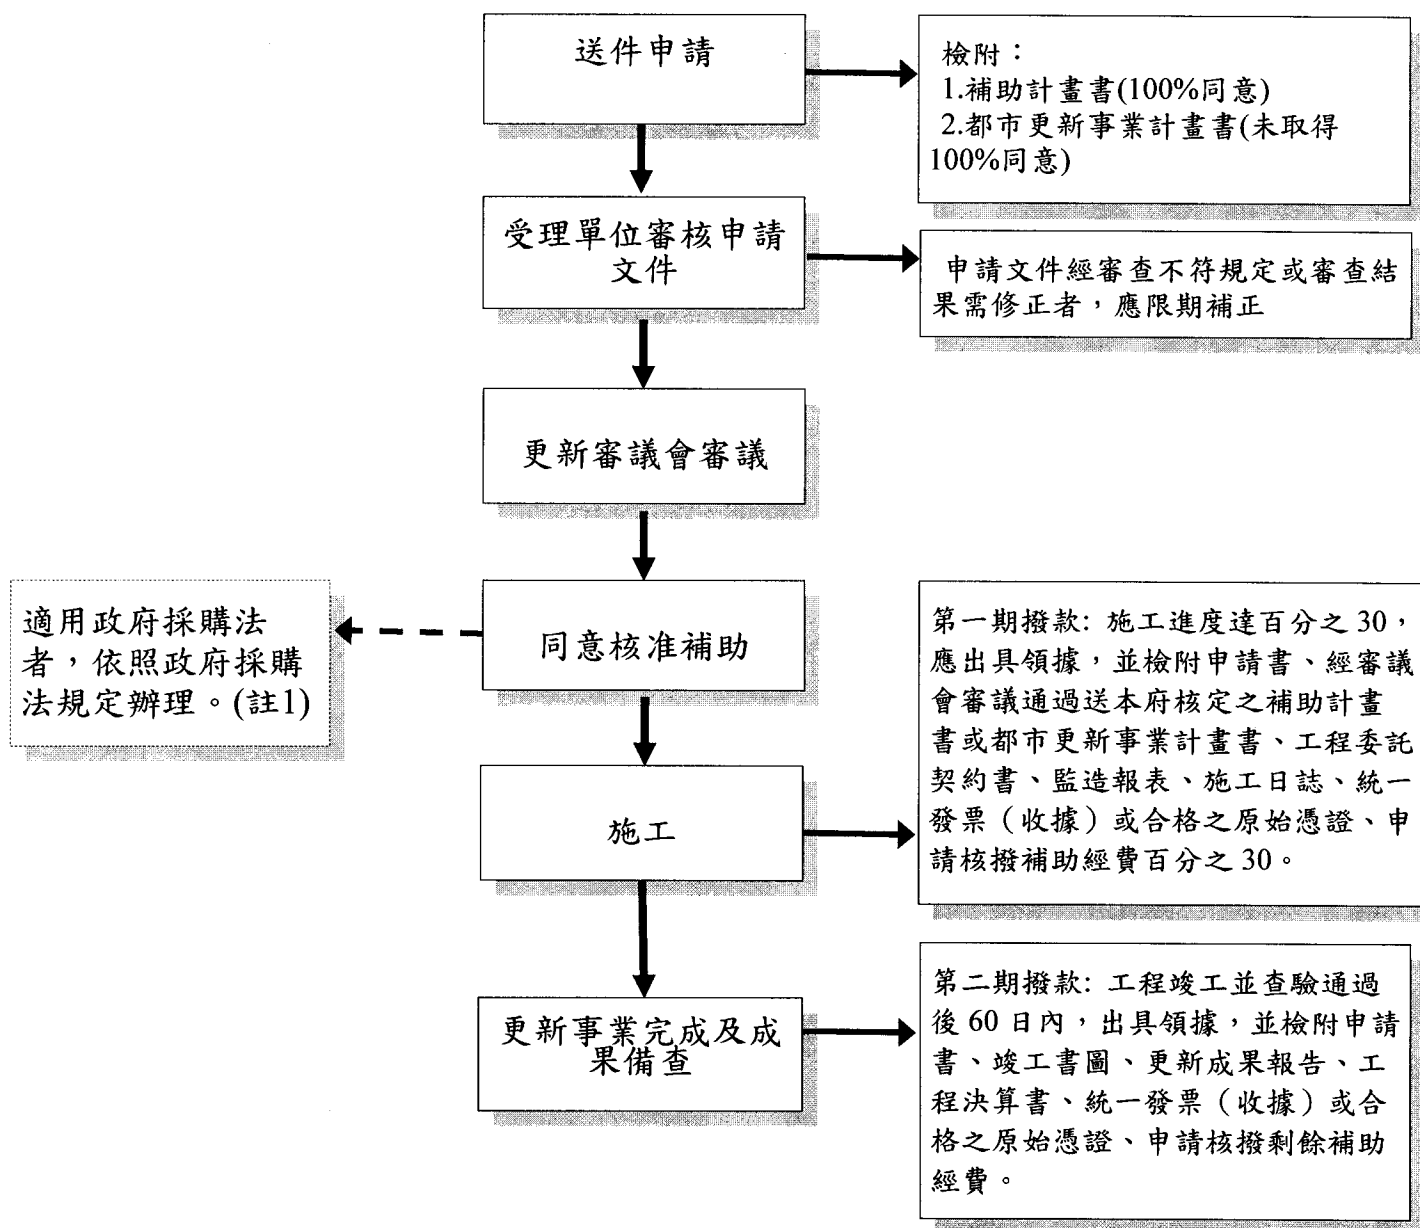 送件申請
檢附：
1.補助計畫書(100%同意)
2.都市更新事業計畫書(未取得
100%同意)
受理單位審核申請
文件
申請文件經審查不符規定或審查結
果需修正者，應限期補正
更新審議會審議
適用政府採購法
者，依照政府採購
法規定辦理。(註1)
同意核准補助
第一期撥款: 施工進度達百分之 30，
應出具領據，並檢附申請書、經審議
會審議通過送本府核定之補助計畫
書或都市更新事業計畫書、工程委託
契約書、監造報表、施工日誌、統一
發票（收據）或合格之原始憑證、申
請核撥補助經費百分之 30。
施工
更新事業完成及成
果備查
第二期撥款: 工程竣工並查驗通過
後 60 日內，出具領據，並檢附申請
書、竣工書圖、更新成果報告、工
程決算書、統一發票（收據）或合
格之原始憑證、申請核撥剩餘補助
經費。